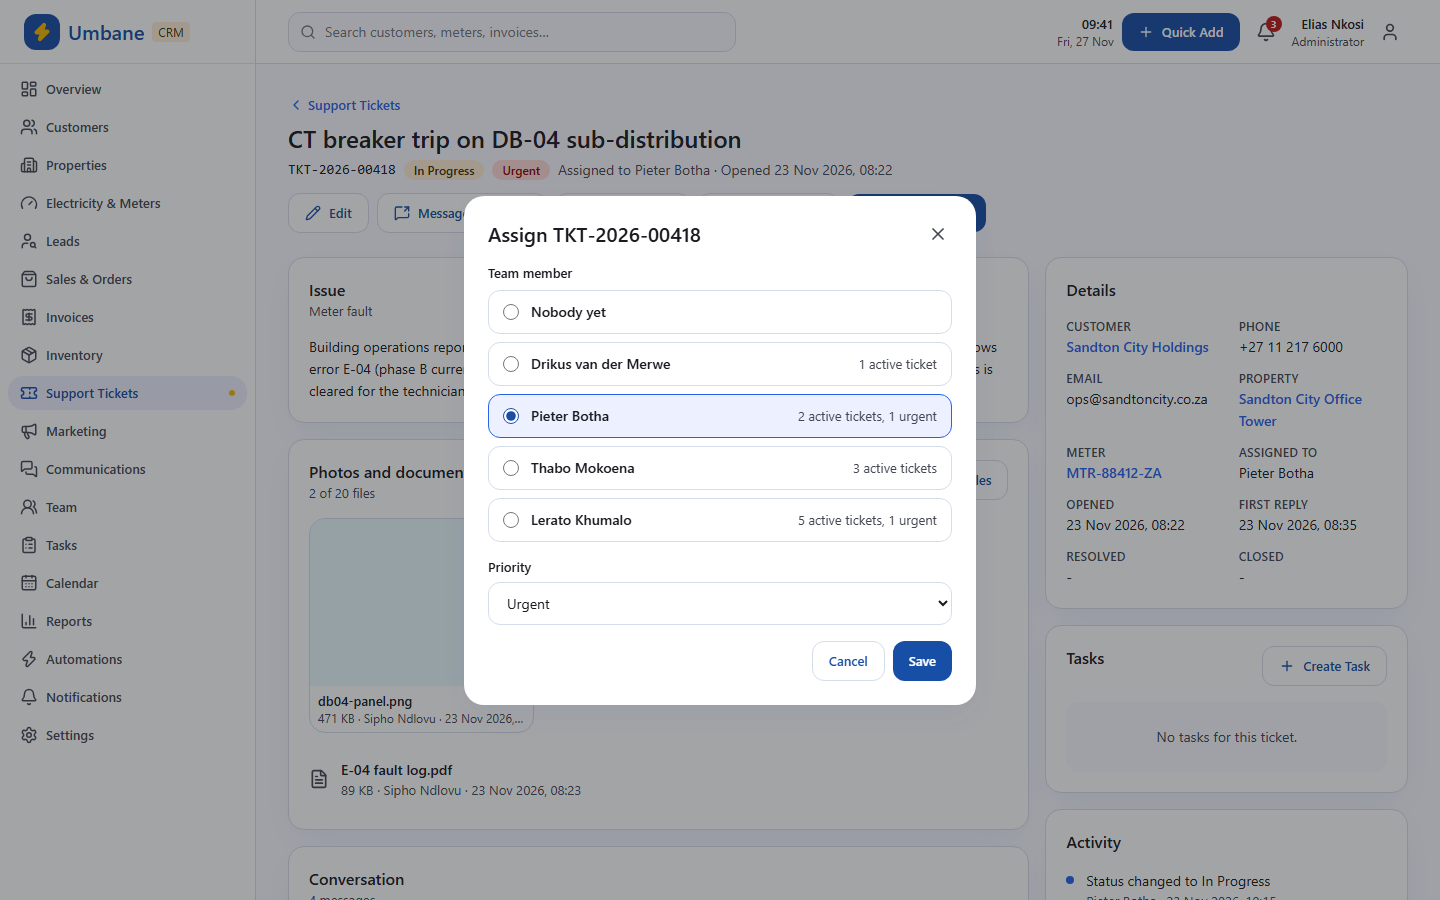 Umbane CRM
Search customers, meters, invoices...
09:41
Fri, 27 Nov
Quick Add
3
Elias Nkosi
Administrator
Overview
Customers
Properties
Electricity & Meters
Leads
Sales & Orders
Invoices
Inventory
Support Tickets
Marketing
Communications
Team
Tasks
Calendar
Reports
Automations
Notifications
Settings
Support Tickets
CT breaker trip on DB-04 sub-distribution
TKT-2026-00418 In Progress Urgent Assigned to Pieter Botha · Opened 23 Nov 2026, 08:22
Edit
Issue
Meter fault
Building operations
error E-04 (phase B
cleared for the technician
Photos and
2 of 20 files
db04-panel.png
471 KB · Sipho Ndlovu · 23 Nov 2026,...
E-04 fault log.pdf
89 KB · Sipho Ndlovu · 23 Nov 2026, 08:23
Conversation
Assign TKT-2026-00418
Team member
Nobody yet
Drikus van der Merwe 1 active ticket
Pieter Botha 2 active tickets, 1 urgent
Thabo Mokoena 3 active tickets
Lerato Khumalo 5 active tickets, 1 urgent
Priority
Urgent
Cancel
Save
Details
CUSTOMER
Sandton City Holdings
PHONE
+27 11 217 6000
EMAIL
ops@sandtoncity.co.za
PROPERTY
Sandton City Office
Tower
METER
MTR-88412-ZA
ASSIGNED TO
Pieter Botha
OPENED
23 Nov 2026, 08:22
FIRST REPLY
23 Nov 2026, 08:35
RESOLVED
-
CLOSED
-
Tasks
Create Task
No tasks for this ticket.
Activity
Status changed to In Progress